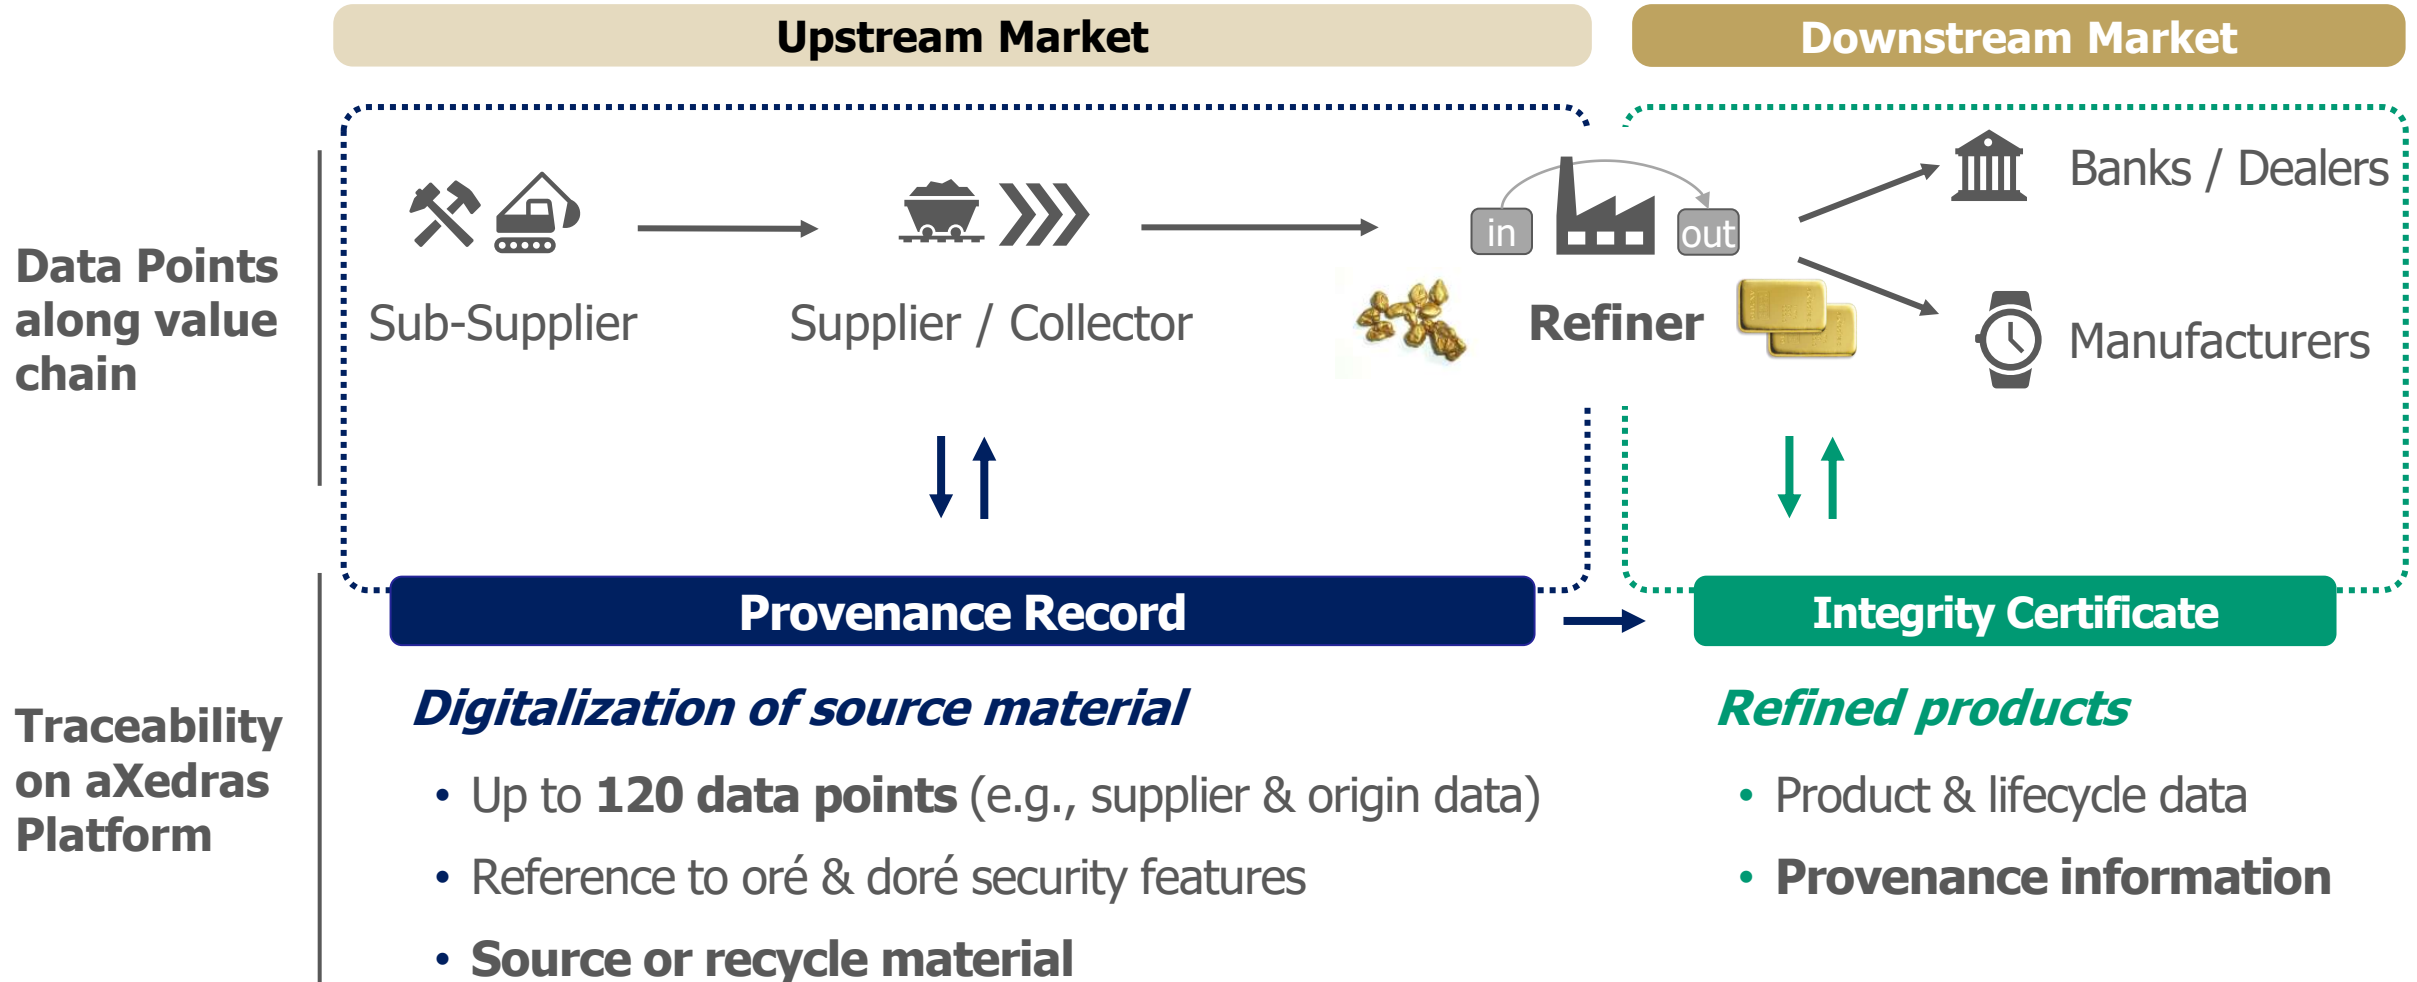 Upstream Market
Downstream Market
Data Points
along value
chain
Sub-Supplier
Supplier / Collector
in
out
Refiner
Banks / Dealers
Manufacturers
Provenance Record
Integrity Certificate
Traceability
on aXedras
Platform
Digitalization of source material
• Up to 120 data points (e.g., supplier & origin data)
• Reference to oré & doré security features
• Source or recycle material
Refined products
• Product & lifecycle data
• Provenance information